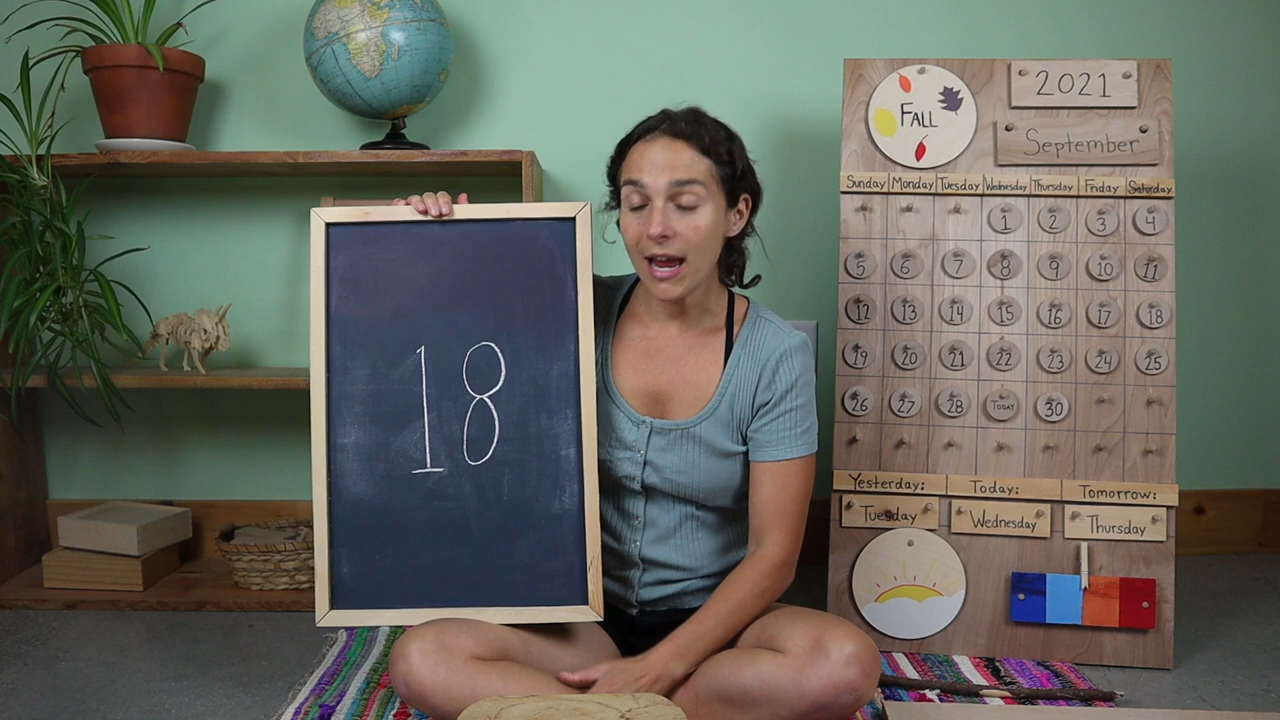 18
FALL
2021
September
Sunday Monday Tuesday Wednesday Thursday Friday Saturday
1 2 3 4
5 6 7 8 9 10 11
12 13 14 15 16 17 18
19 20 21 22 23 24 25
26 27 28 TODAY 30
Yesterday: Today: Tomorrow:
Tuesday Wednesday Thursday